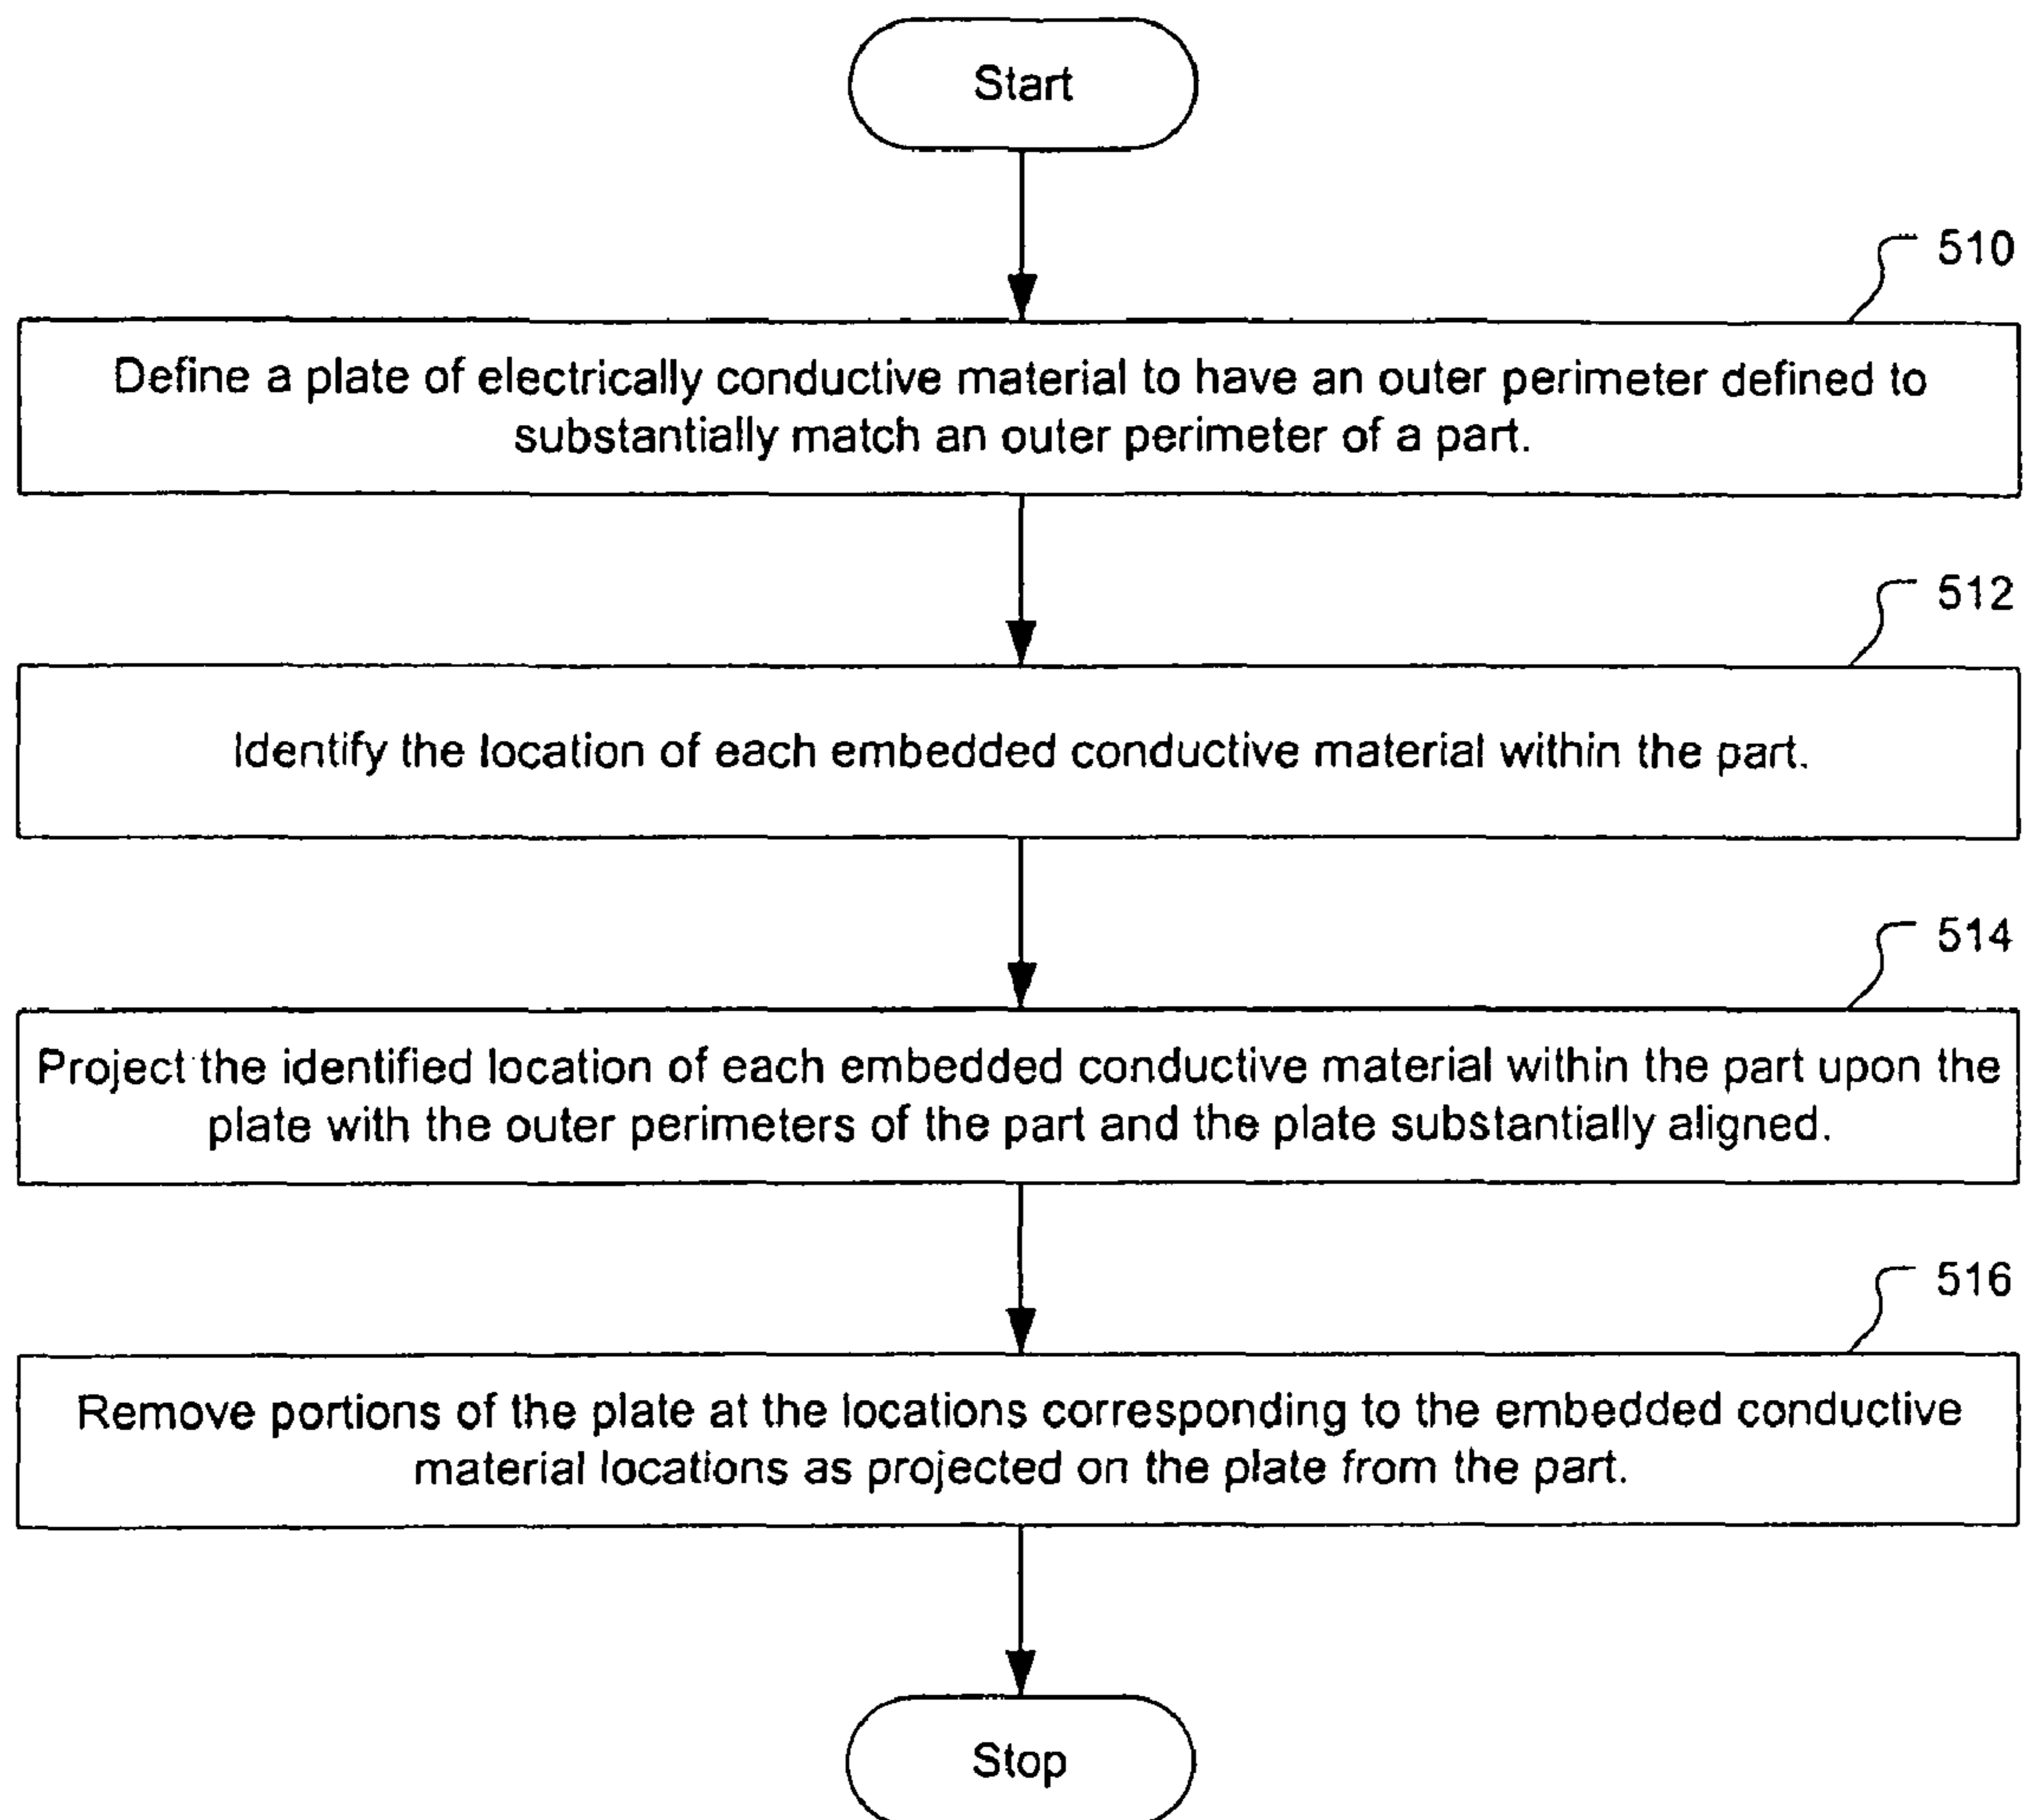 Start
510
Define a plate of electrically conductive material to have an outer perimeter defined to
substantially match an outer perimeter of a part.
512
Identify the location of each embedded conductive material within the part.
514
Project the identified location of each embedded conductive material within the part upon the
plate with the outer perimeters of the part and the plate substantially aligned.
516
Remove portions of the plate at the locations corresponding to the embedded conductive
material locations as projected on the plate from the part.
Stop